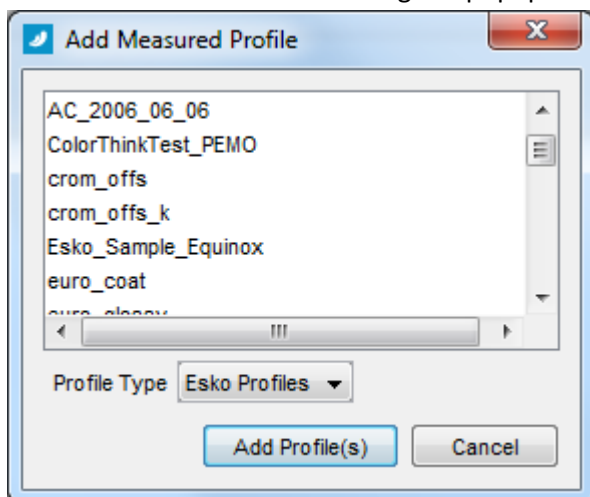 Add Measured Profile
AC_2006_06_06
ColorThinkTest_PEMO
crom_offs
crom_offs_k
Esko_Sample_Equinox
euro_coat
Profile Type Esko Profiles
Add Profile(s) Cancel